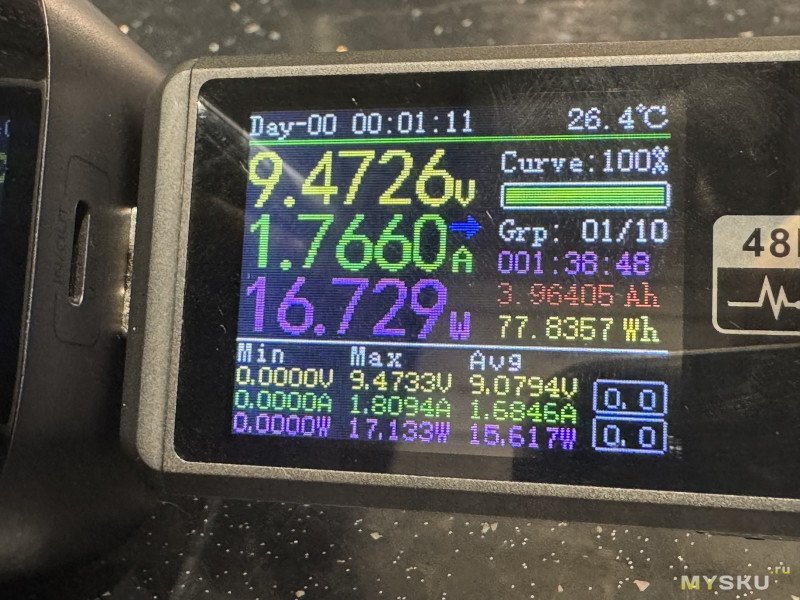 Day-00 00:01:11 26.4℃
9.4726V
1.7660A
16.729W
Curve:100%
Grp: 01/10
001:38:48
3.96405 Ah
77.8357 Wh
Min Max Avg
0.0000V 9.4733V 9.0794V
0.0000A 1.8094A 1.6846A
0.0000W 17.133W 15.617W
0.0
0.0
48
MYSKU.ru